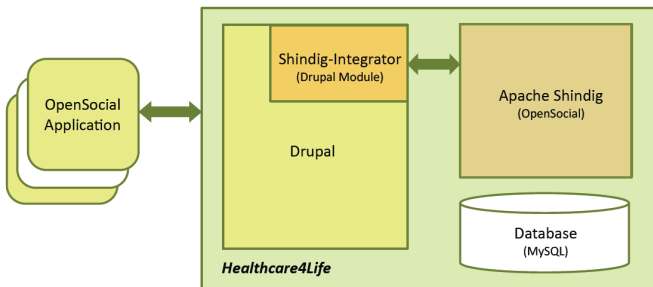 OpenSocial
Application
Shindig-Integrator
(Drupal Module)
Drupal
Apache Shindig
(OpenSocial)
Database
(MySQL)
Healthcare4Life